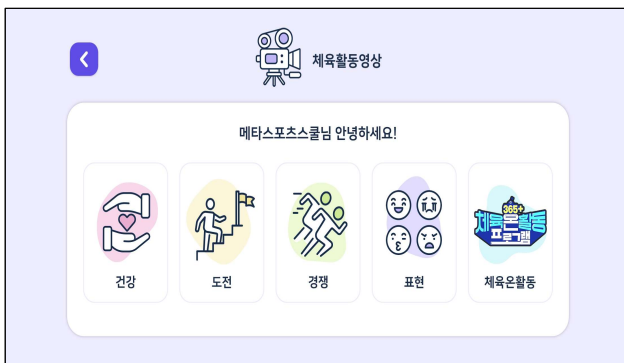 체육활동영상
메타스포츠스쿨님 안녕하세요!
365+
체육온활동
프로그램
건강
도전
경쟁
표현
체육온활동